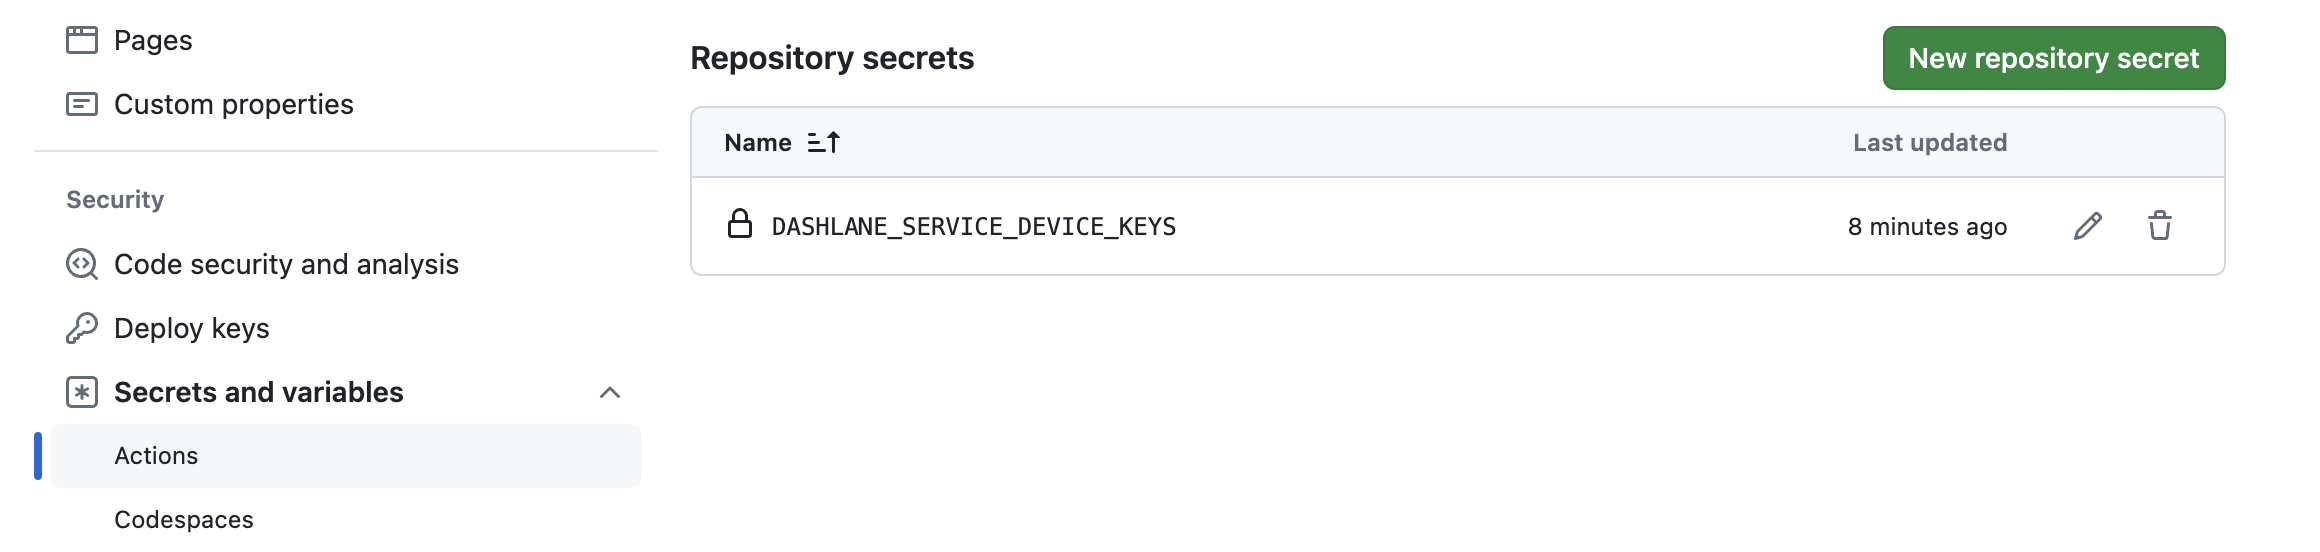 Pages
Custom properties
Security
Code security and analysis
Deploy keys
Secrets and variables
Actions
Codespaces
Repository secrets
New repository secret
Name
Last updated
DASHLANE_SERVICE_DEVICE_KEYS
8 minutes ago